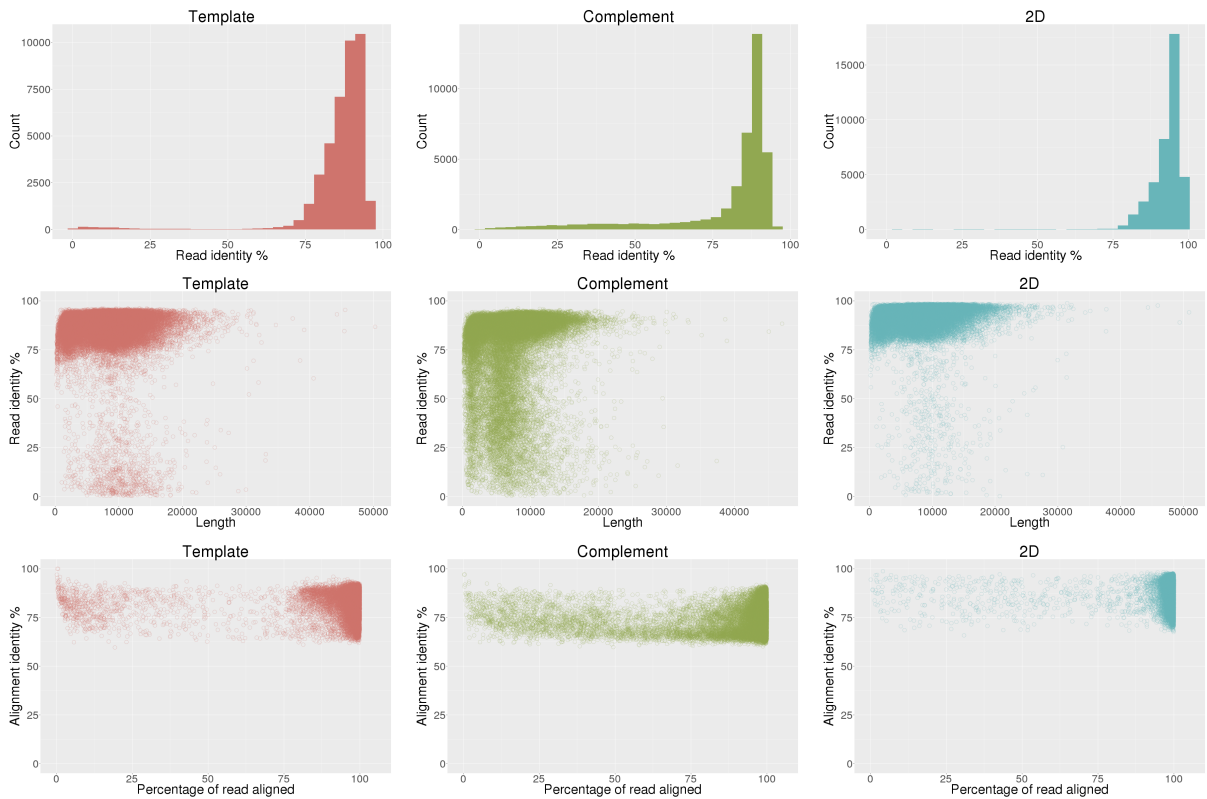 Template
Complement
2D
10000
7500
5000
2500
0
Count
0 25 50 75 100
Read identity %
10000
5000
0
Count
0 25 50 75 100
Read identity %
15000
10000
5000
0
Count
0 25 50 75 100
Read identity %
Template
Complement
2D
100
75
50
25
0
Read identity %
0 10000 20000 30000 40000 50000
Length
100
75
50
25
0
Read identity %
0 10000 20000 30000 40000
Length
100
75
50
25
0
Read identity %
0 10000 20000 30000 40000 50000
Length
Template
Complement
2D
100
75
50
25
0
Alignment identity %
0 25 50 75 100
Percentage of read aligned
100
75
50
25
0
Alignment identity %
0 25 50 75 100
Percentage of read aligned
100
75
50
25
0
Alignment identity %
0 25 50 75 100
Percentage of read aligned